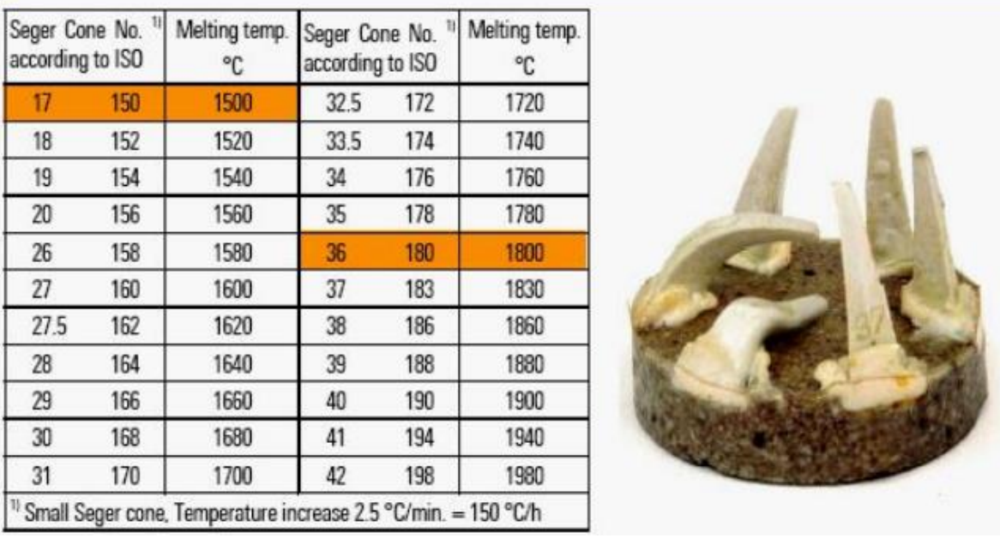 Seger Cone No. 1) Melting temp. Seger Cone No. 1) Melting temp.
according to ISO °C according to ISO °C
17 150 1500 32.5 172 1720
18 152 1520 33.5 174 1740
19 154 1540 34 176 1760
20 156 1560 35 178 1780
26 158 1580 36 180 1800
27 160 1600 37 183 1830
27.5 162 1620 38 186 1860
28 164 1640 39 188 1880
29 166 1660 40 190 1900
30 168 1680 41 194 1940
31 170 1700 42 198 1980
1) Small Seger cone, Temperature increase 2.5 °C/min. = 150 °C/h
37